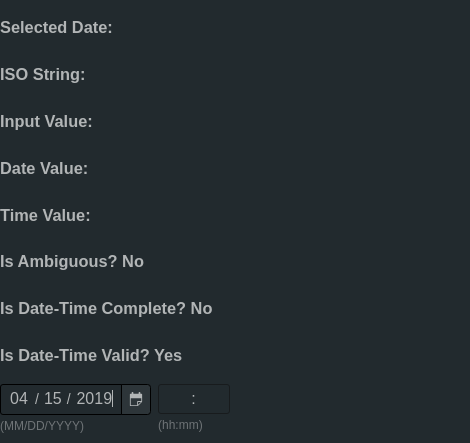 Selected Date:
ISO String:
Input Value:
Date Value:
Time Value:
Is Ambiguous? No
Is Date-Time Complete? No
Is Date-Time Valid? Yes
04 / 15 / 2019 :
(MM/DD/YYYY) (hh:mm)